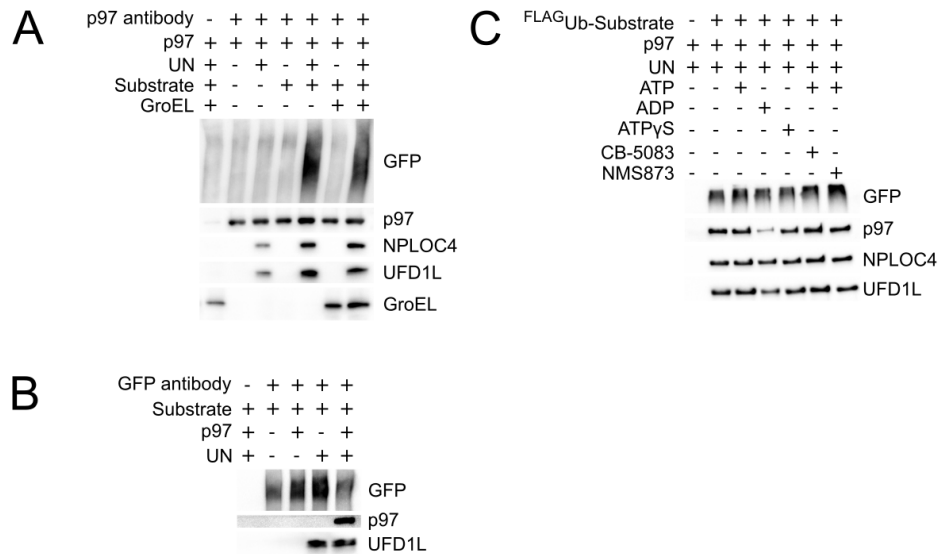 A
p97 antibody - + + + + + +
p97 + + + + + + +
UN + - + - + - +
Substrate + - - + + + +
GroEL + - - - - + +
GFP
p97
NPLOC4
UFD1L
GroEL
B
GFP antibody - + + + +
Substrate + + + + +
p97 + - + - +
UN + - - + +
GFP
p97
UFD1L
C
FLAGUb-Substrate - + + + + + +
p97 + + + + + + +
UN + + + + + + +
ATP - - + - - + +
ADP - - - + - - -
ATPγS - - - - + - -
CB-5083 - - - - - + -
NMS873 - - - - - - +
GFP
p97
NPLOC4
UFD1L